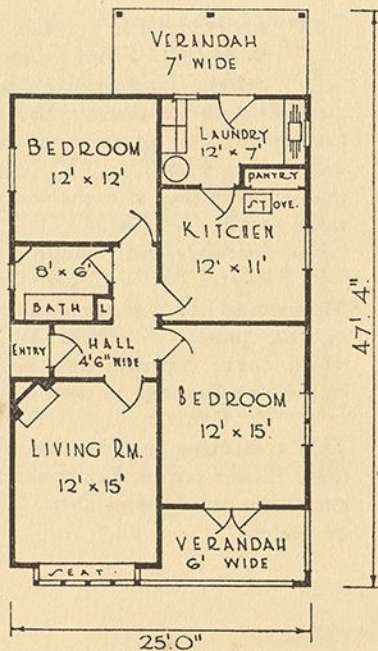 VERANDAH
7' WIDE
BEDROOM
12' x 12'
LAUNDRY
12' x 7'
PANTRY
STOVE.
KITCHEN
12' x 11'
8' x 6'
BATH
L
ENTRY
HALL
4'6" WIDE
BEDROOM
12' x 15'
LIVING RM.
12' x 15'
VERANDAH
6' WIDE
SEAT.
47' 4"
25'0"